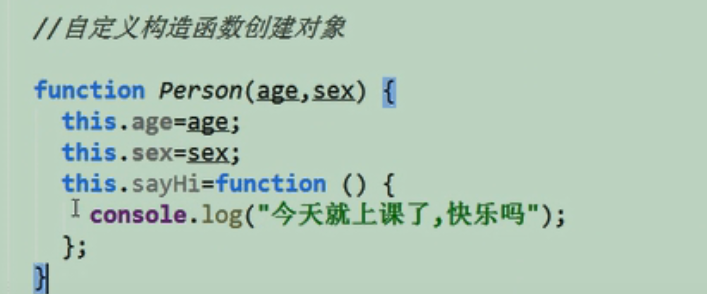 //自定义构造函数创建对象
function Person(age,sex) {
this.age=age;
this.sex=sex;
this.sayHi=function () {
console.log("今天就上课了,快乐吗");
};
}